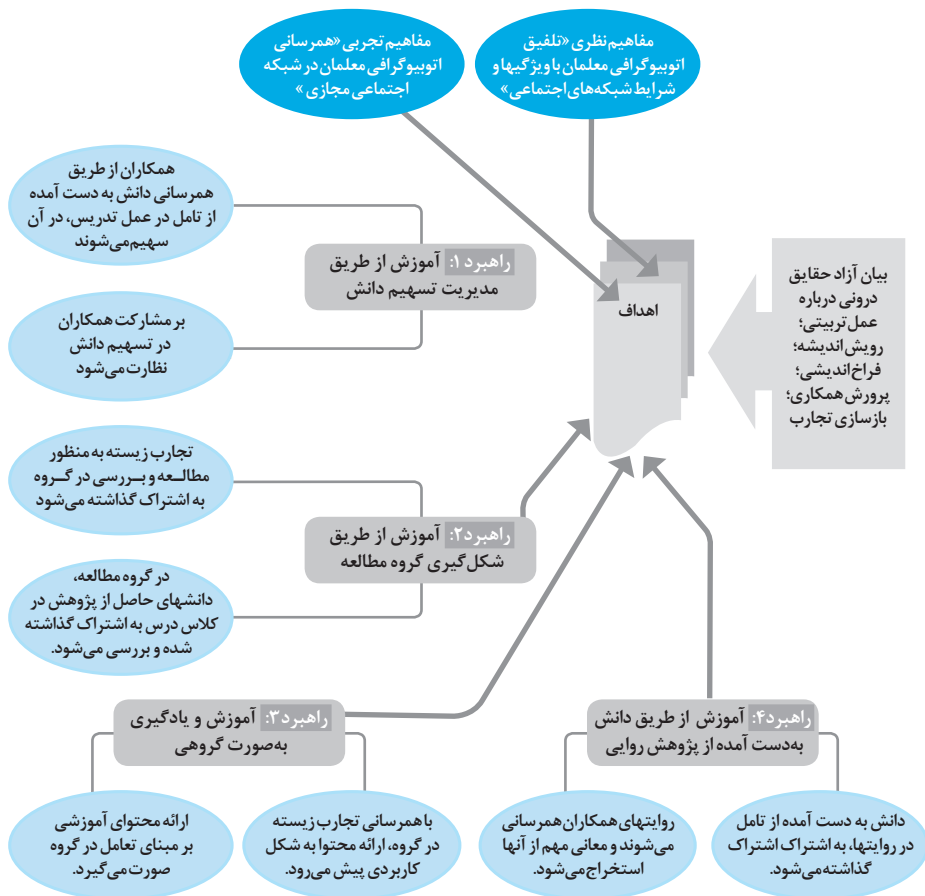 مفاهیم نظری «تلفیق
اتوبیوگرافی معلمان با ویژگیها و
شرایط شبکه‌های اجتماعی»
مفاهیم تجربی «همرسانی
اتوبیوگرافی معلمان در شبکه
اجتماعی مجازی»
همکاران از طریق
همرسانی دانش به دست آمده
از تامل در عمل تدریس، در آن
سهیم می‌شوند
راهبرد ۱: آموزش از طریق
مدیریت تسهیم دانش
بر مشارکت همکاران
در تسهیم دانش
نظارت می‌شود
اهداف
بیان آزاد حقایق
درونی درباره
عمل تربیتی؛
رویش اندیشه؛
فراخ‌اندیشی؛
پرورش همکاری؛
بازسازی تجارب
تجارب زیسته به منظور
مطالعه و بررسی در گروه
به اشتراک گذاشته می‌شود
راهبرد۲: آموزش از طریق
شکل‌گیری گروه مطالعه
در گروه مطالعه،
دانشهای حاصل از پژوهش در
کلاس درس به اشتراک گذاشته
شده و بررسی می‌شود.
راهبرد۴: آموزش از طریق دانش
به‌دست آمده از پژوهش روایی
راهبرد۳: آموزش و یادگیری
به‌صورت گروهی
دانش به دست آمده از تامل
در روایتها، به اشتراک اشتراک
گذاشته می‌شود.
روایتهای همکاران همرسانی
می‌شوند و معانی مهم از آنها
استخراج می‌شود.
با همرسانی تجارب زیسته
در گروه، ارائه محتوا به شکل
کاربردی پیش می‌رود.
ارائه محتوای آموزشی
بر مبنای تعامل در گروه
صورت می‌گیرد.